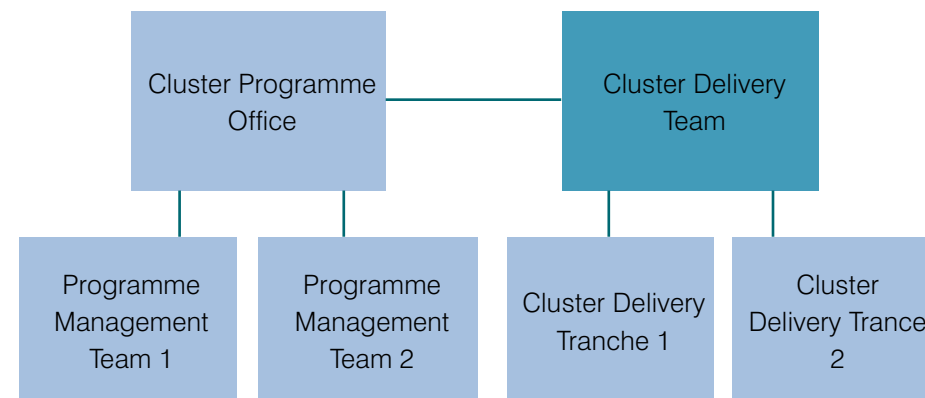 Cluster Programme
Office
Cluster Delivery
Team
Programme
Management
Team 1
Programme
Management
Team 2
Cluster Delivery
Tranche 1
Cluster
Delivery Trance
2